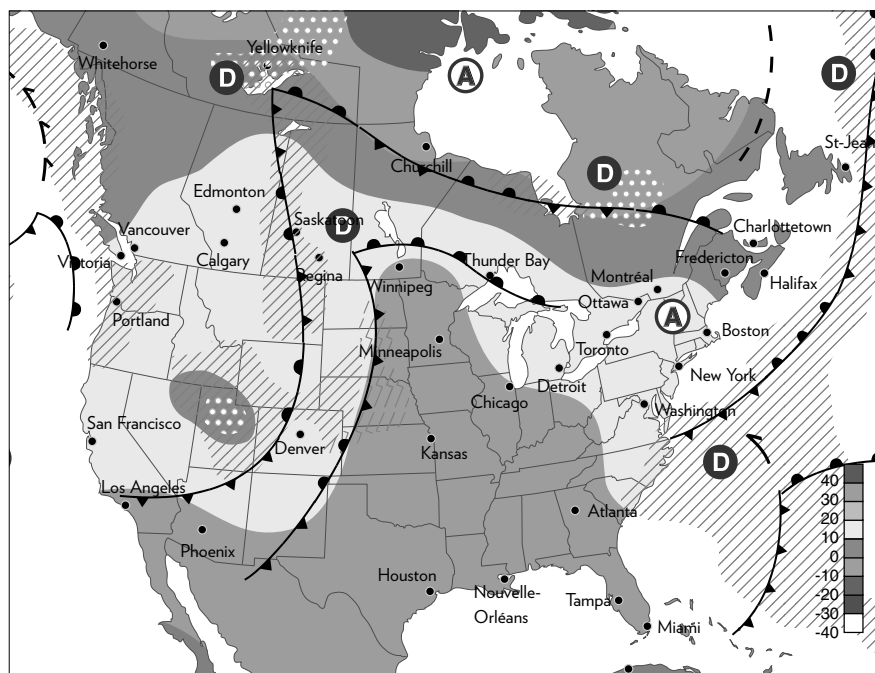 Yellowknife
Whitehorse
D
A
D
St-Jean
Churchill
D
Edmonton
Saskatoon
D
Charlottetown
Vancouver
Victoria
Calgary
Regina
Winnipeg
Thunder Bay
Montréal
Fredericton
Halifax
Ottawa
A
Portland
Minneapolis
Toronto
Boston
Detroit
New York
Chicago
Washington
San Francisco
Denver
Kansas
D
Los Angeles
Atlanta
Phoenix
Houston
Nouvelle-
Orléans
Tampa
Miami
40
30
20
10
0
-10
-20
-30
-40